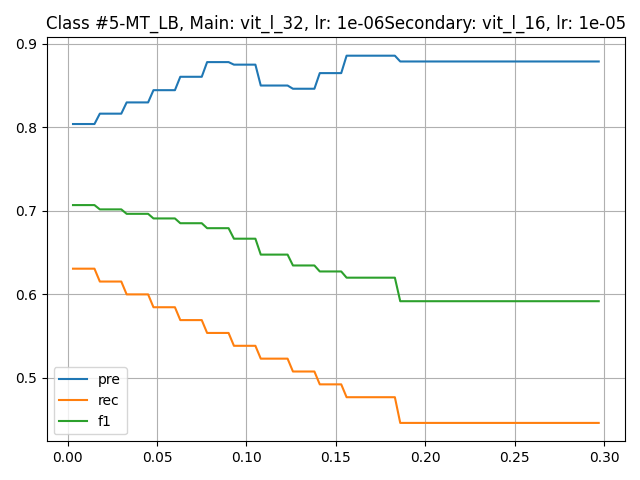 Class #5-MT_LB, Main: vit_l_32, lr: 1e-06Secondary: vit_l_16, lr: 1e-05
0.9
0.8
0.7
0.6
0.5
pre
rec
f1
0.00 0.05 0.10 0.15 0.20 0.25 0.30